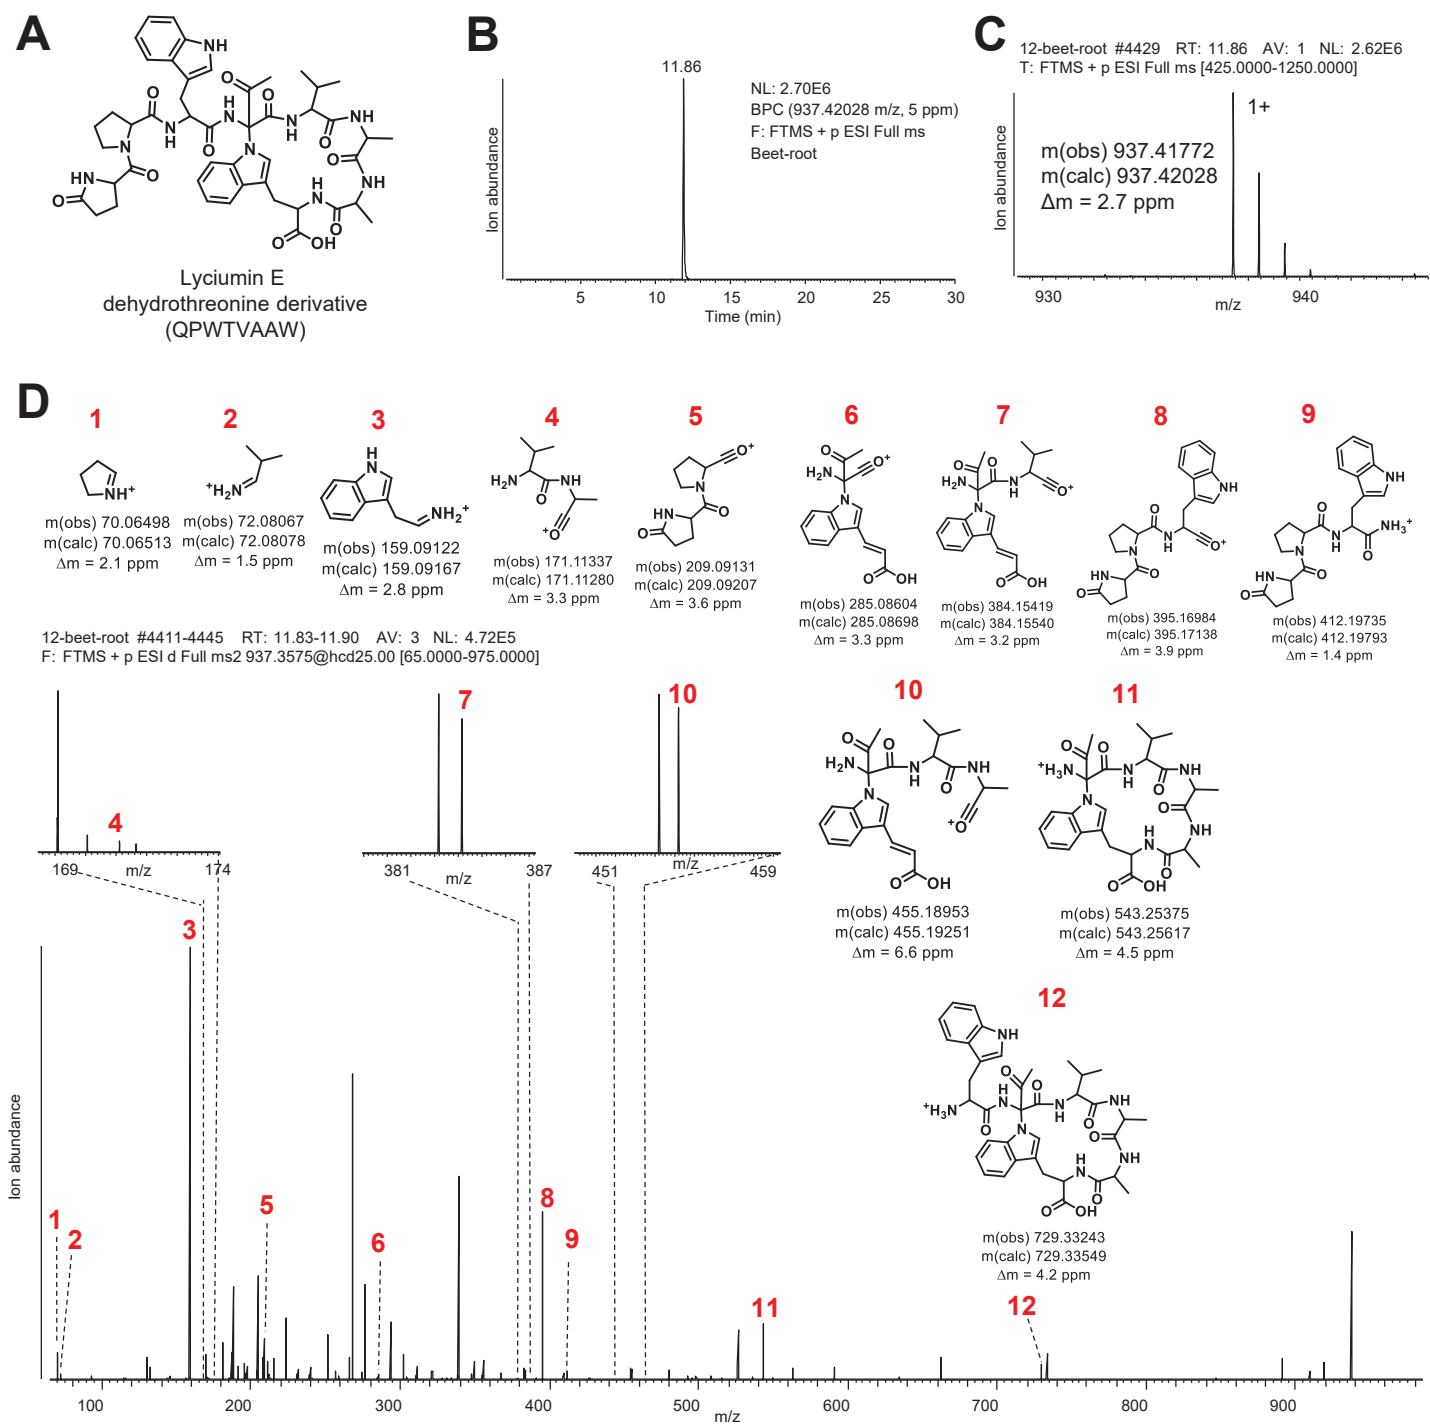 A
Lyciumin E
dehydrothreonine derivative
(QPWTVAAW)
B
11.86
NL: 2.70E6
BPC (937.42028 m/z, 5 ppm)
F: FTMS + p ESI Full ms
Beet-root
Ion abundance
5 10 15 20 25 30
Time (min)
C
12-beet-root #4429 RT: 11.86 AV: 1 NL: 2.62E6
T: FTMS + p ESI Full ms [425.0000-1250.0000]
1+
m(obs) 937.41772
m(calc) 937.42028
Δm = 2.7 ppm
Ion abundance
930 940
m/z
D
1
m(obs) 70.06498
m(calc) 70.06513
Δm = 2.1 ppm
2
m(obs) 72.08067
m(calc) 72.08078
Δm = 1.5 ppm
3
m(obs) 159.09122
m(calc) 159.09167
Δm = 2.8 ppm
4
m(obs) 171.11337
m(calc) 171.11280
Δm = 3.3 ppm
5
m(obs) 209.09131
m(calc) 209.09207
Δm = 3.6 ppm
6
m(obs) 285.08604
m(calc) 285.08698
Δm = 3.3 ppm
7
m(obs) 384.15419
m(calc) 384.15540
Δm = 3.2 ppm
8
m(obs) 395.16984
m(calc) 395.17138
Δm = 3.9 ppm
9
m(obs) 412.19735
m(calc) 412.19793
Δm = 1.4 ppm
12-beet-root #4411-4445 RT: 11.83-11.90 AV: 3 NL: 4.72E5
F: FTMS + p ESI d Full ms2 937.3575@hcd25.00 [65.0000-975.0000]
4
169 m/z 174
7
381 m/z 387
10
451 m/z 459
10
m(obs) 455.18953
m(calc) 455.19251
Δm = 6.6 ppm
11
m(obs) 543.25375
m(calc) 543.25617
Δm = 4.5 ppm
12
m(obs) 729.33243
m(calc) 729.33549
Δm = 4.2 ppm
Ion abundance
1 2 3 5 6 8 9 11 12
100 200 300 400 500 600 700 800 900
m/z